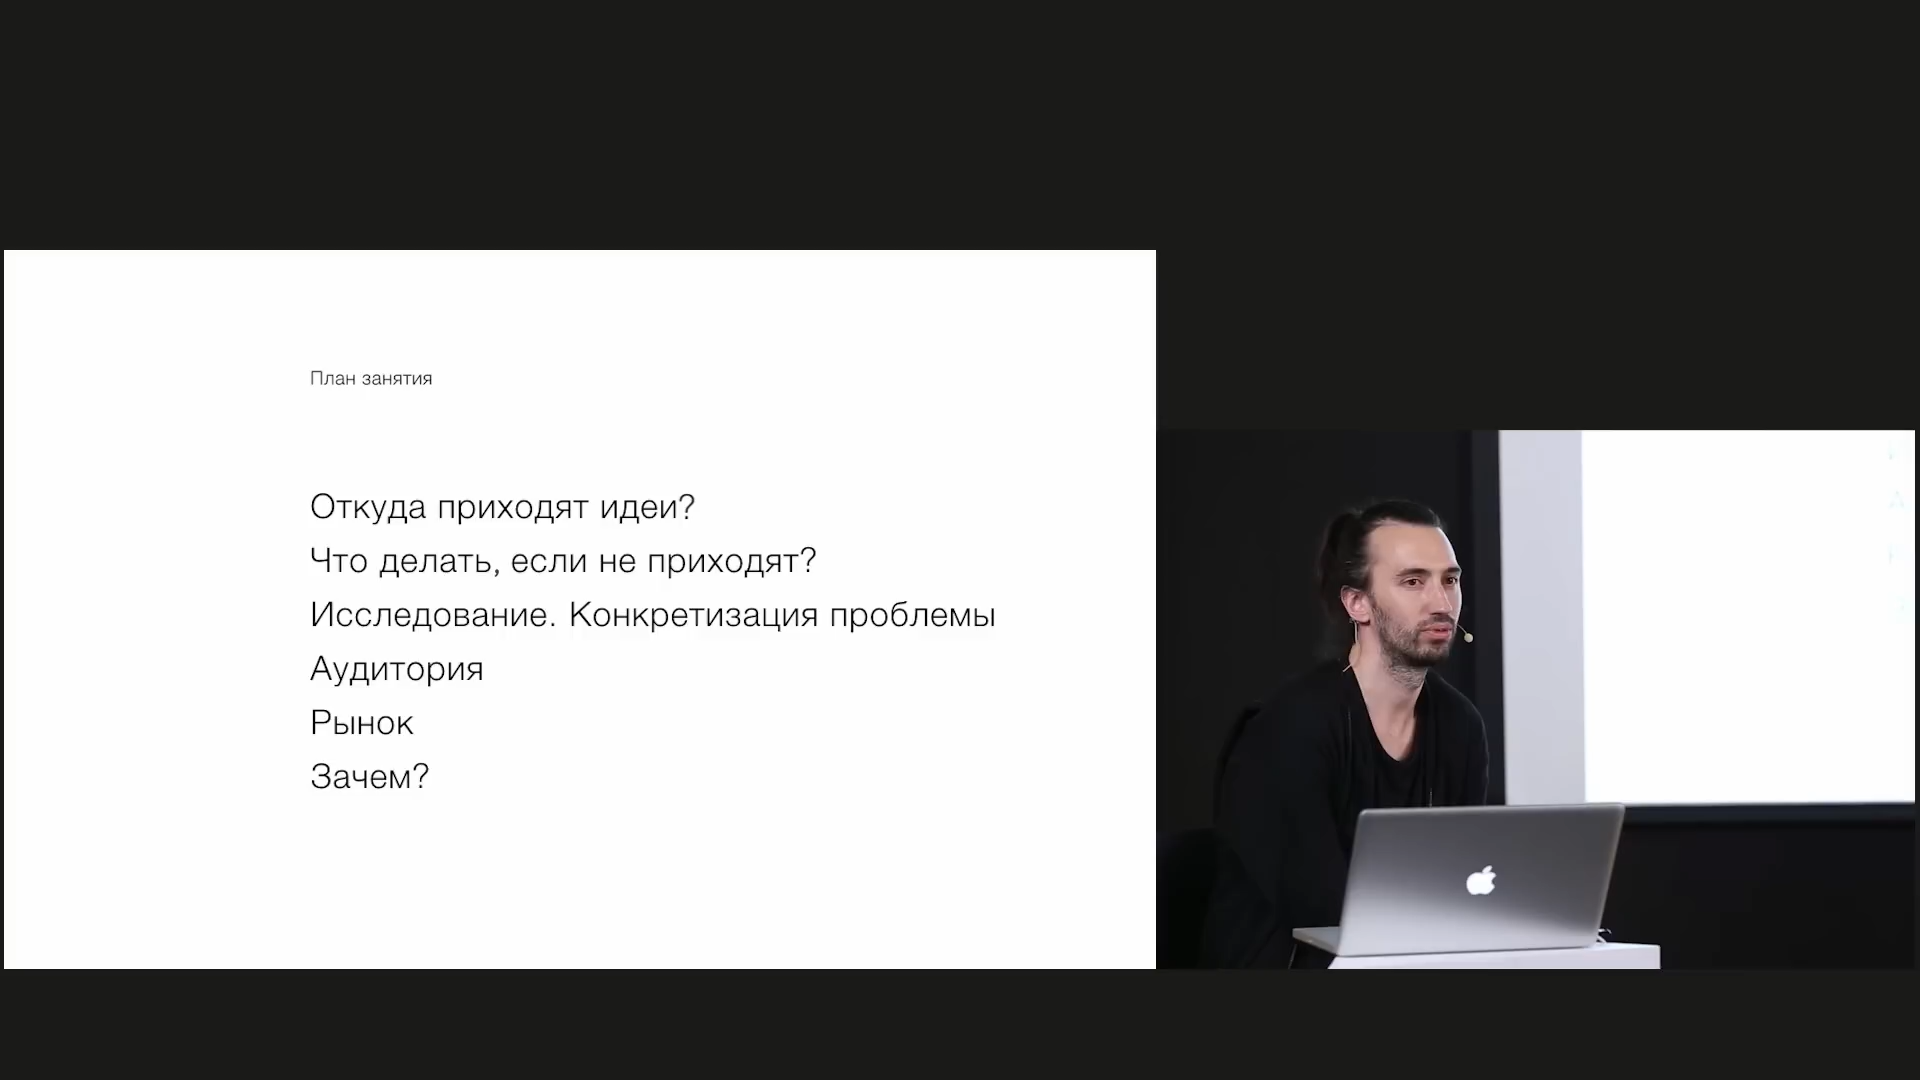 План занятия
Откуда приходят идеи?
Что делать, если не приходят?
Исследование. Конкретизация проблемы
Аудитория
Рынок
Зачем?